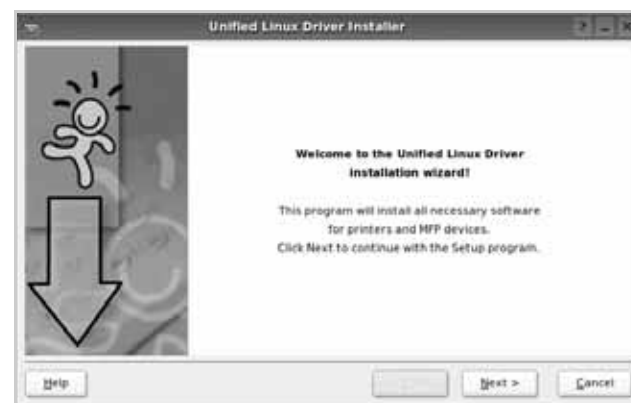 Unified Linux Driver Installer
Welcome to the Unified Linux Driver
installation wizard!
This program will install all necessary software
for printers and MFP devices.
Click Next to continue with the Setup program.
Help
Next >
Cancel